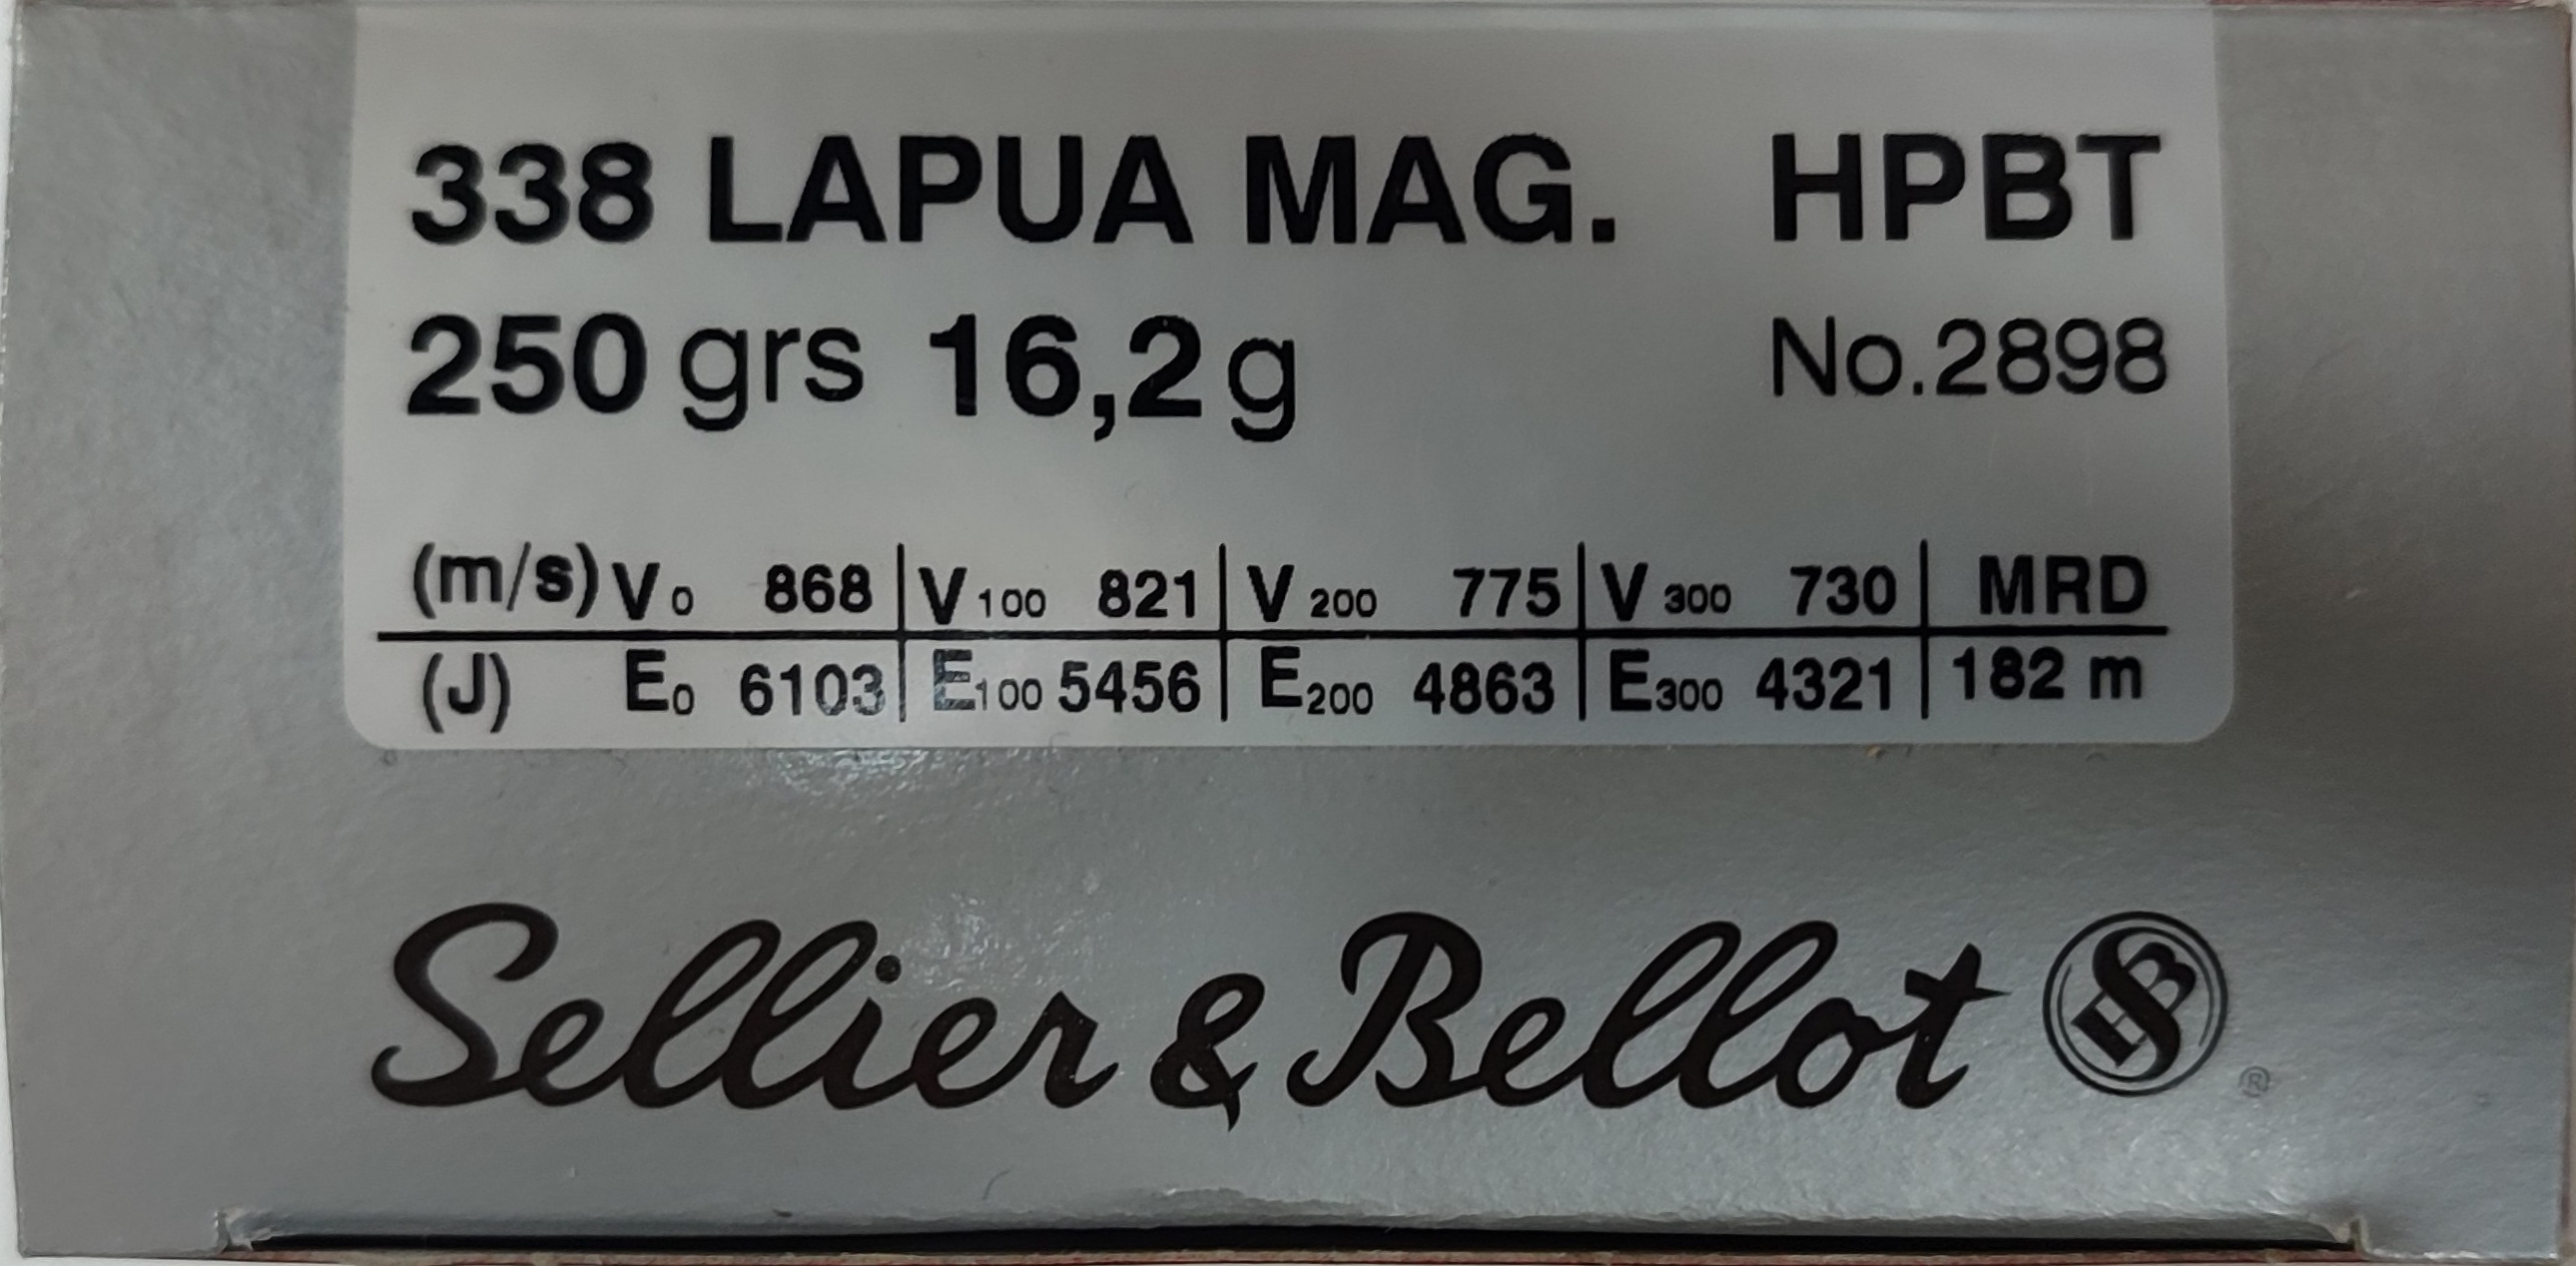 338 LAPUA MAG. HPBT
250 grs 16,2 g No.2898
(m/s) V0 868 V100 821 V200 775 V300 730 MRD
(J) E0 6103 E100 5456 E200 4863 E300 4321 182 m
Sellier & Bellot SB ®